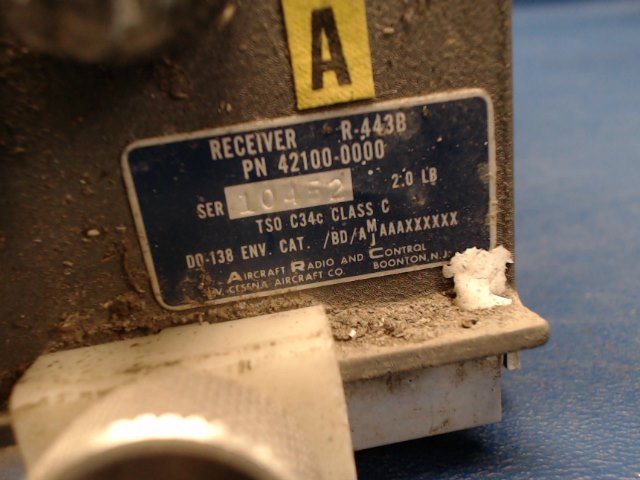 A
RECEIVER R-443B
PN 42100-0000
SER 10452 2.0 LB
TSO C34c CLASS C
DO-138 ENV. CAT. /BD/AMJAAAXXXXXX
AIRCRAFT RADIO AND CONTROL
DIV. CESSNA AIRCRAFT CO. BOONTON, N.J.